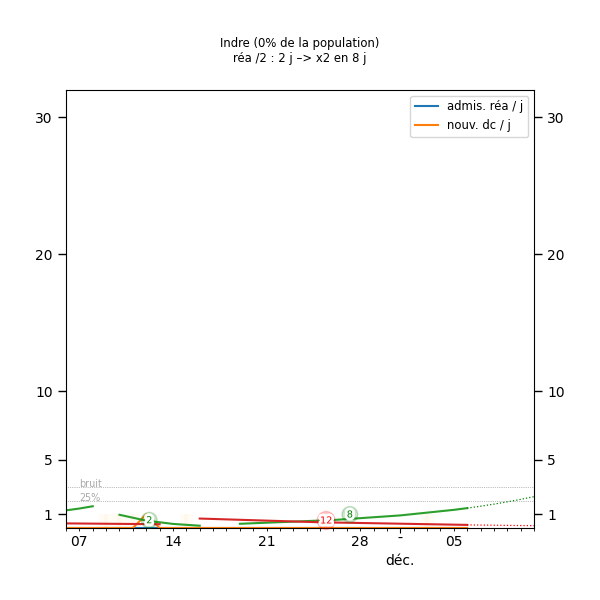 Indre (0% de la population)
réa /2 : 2 j –> x2 en 8 j
admis. réa / j
nouv. dc / j
30 30
20 20
10 10
5 5
bruit
25%
1 2 12 8 1
07 14 21 28 - 05
déc.